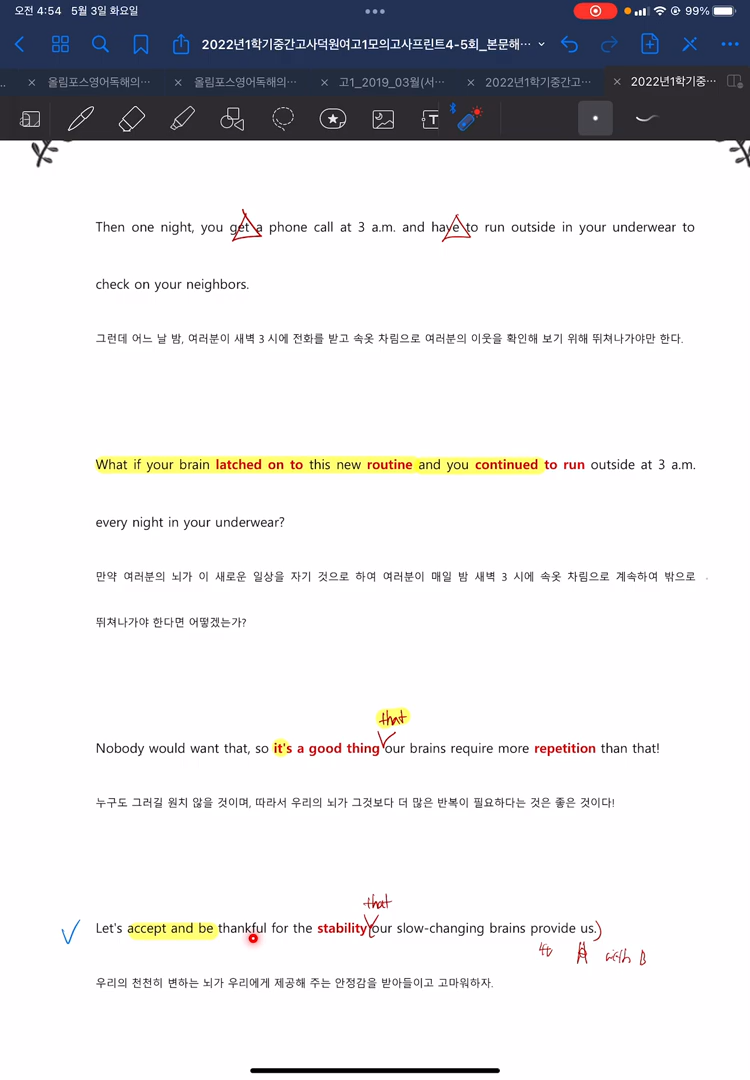 오전 4:54 5월 3일 화요일
99%
2022년1학기중간고사덕원여고1모의고사프린트4-5회_본문해…
올림포스영어독해의…
올림포스영어독해의…
고1_2019_03월(서…
2022년1학기중간고…
2022년1학기중…
Then one night, you get a phone call at 3 a.m. and have to run outside in your underwear to
check on your neighbors.
그런데 어느 날 밤, 여러분이 새벽 3시에 전화를 받고 속옷 차림으로 여러분의 이웃을 확인해 보기 위해 뛰쳐나가야만 한다.
What if your brain latched on to this new routine and you continued to run outside at 3 a.m.
every night in your underwear?
만약 여러분의 뇌가 이 새로운 일상을 자기 것으로 하여 여러분이 매일 밤 새벽 3 시에 속옷 차림으로 계속하여 밖으로
뛰쳐나가야 한다면 어떻겠는가?
that
Nobody would want that, so it's a good thing our brains require more repetition than that!
누구도 그러길 원치 않을 것이며, 따라서 우리의 뇌가 그것보다 더 많은 반복이 필요하다는 것은 좋은 것이다!
that
Let's accept and be thankful for the stability (our slow-changing brains provide us.)
A with B
우리의 천천히 변하는 뇌가 우리에게 제공해 주는 안정감을 받아들이고 고마워하자.